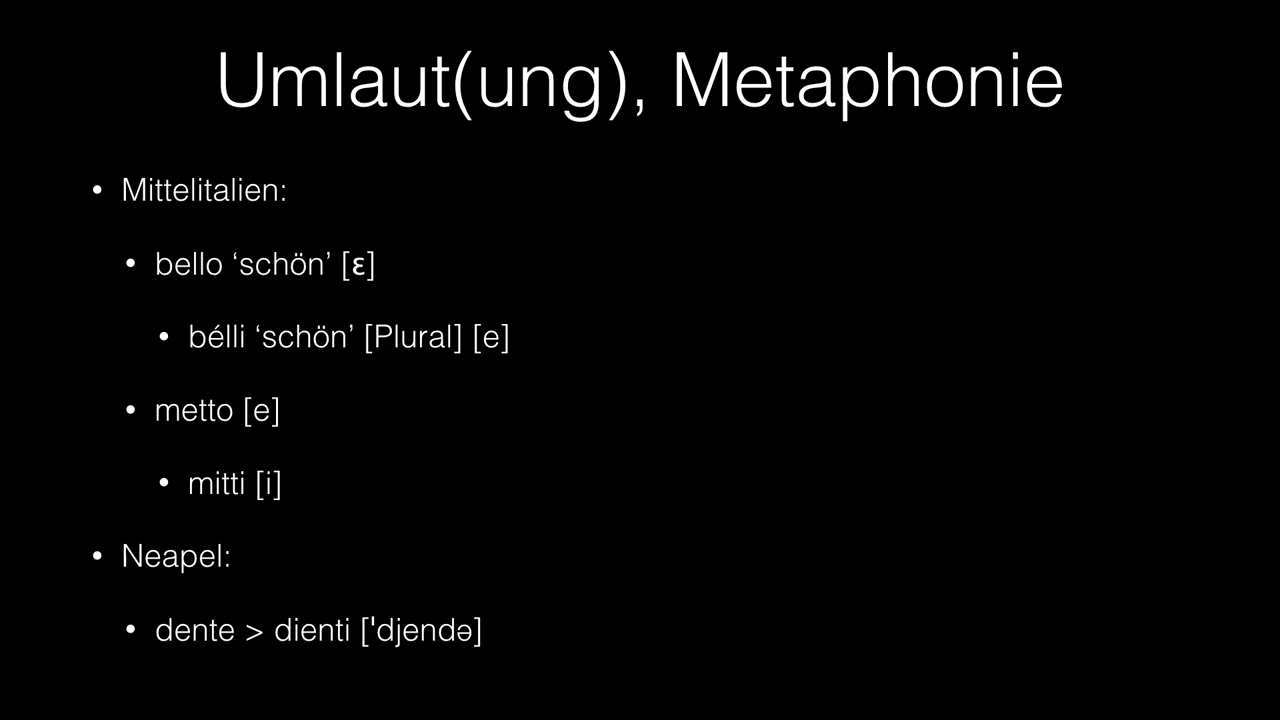 Umlaut(ung), Metaphonie
• Mittelitalien:
• bello ‘schön’ [ɛ]
• bélli ‘schön’ [Plural] [e]
• metto [e]
• mitti [i]
• Neapel:
• dente > dienti [ˈdjendə]